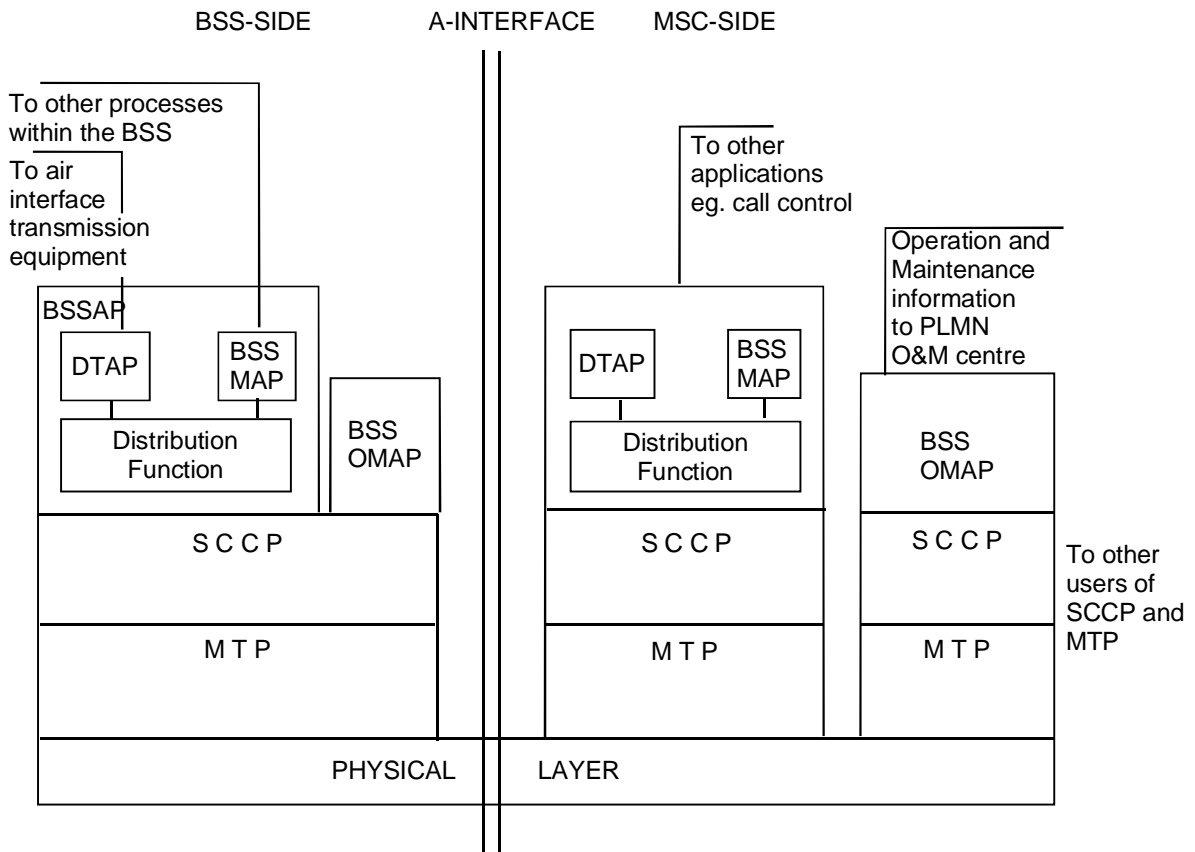 BSS-SIDE
A-INTERFACE
MSC-SIDE
To other processes
within the BSS
To air
interface
transmission
equipment
To other
applications
eg. call control
Operation and
Maintenance
information
to PLMN
O&M centre
BSSAP
DTAP
BSS
MAP
Distribution
Function
BSS
OMAP
DTAP
BSS
MAP
Distribution
Function
BSS
OMAP
S C C P
S C C P
S C C P
To other
users of
SCCP and
MTP
M T P
M T P
M T P
PHYSICAL LAYER